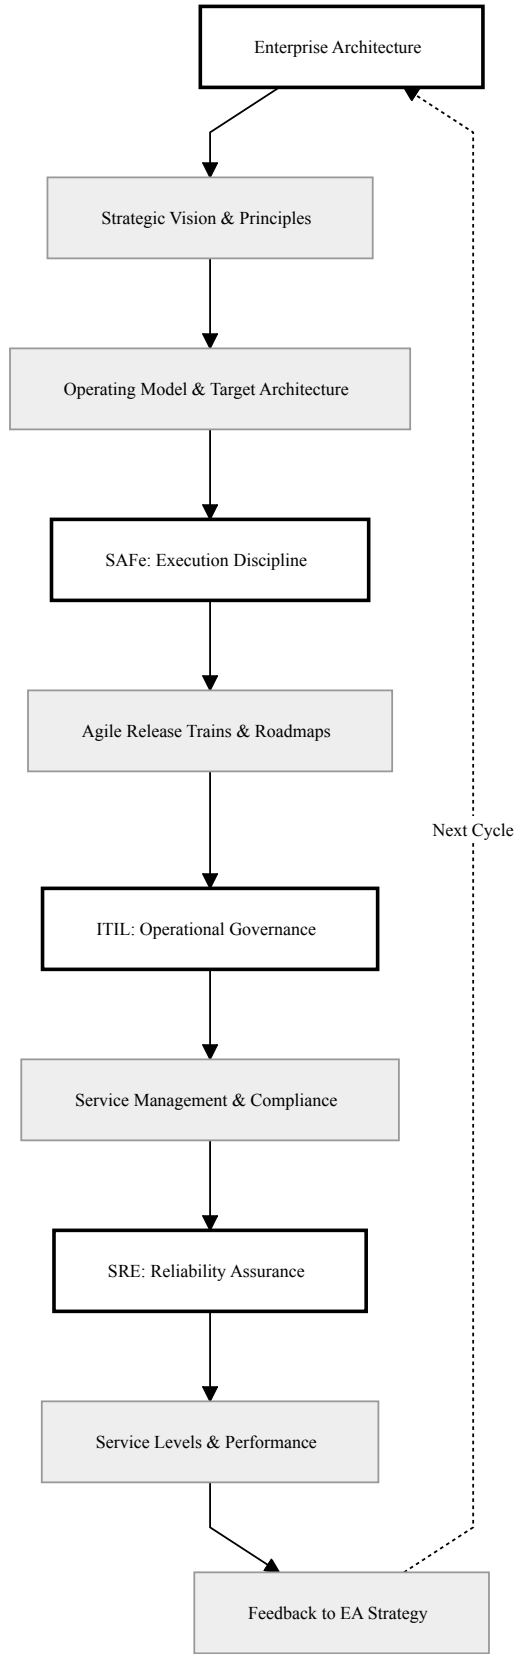 Enterprise Architecture
Strategic Vision & Principles
Operating Model & Target Architecture
SAFe: Execution Discipline
Agile Release Trains & Roadmaps
Next Cycle
ITIL: Operational Governance
Service Management & Compliance
SRE: Reliability Assurance
Service Levels & Performance
Feedback to EA Strategy